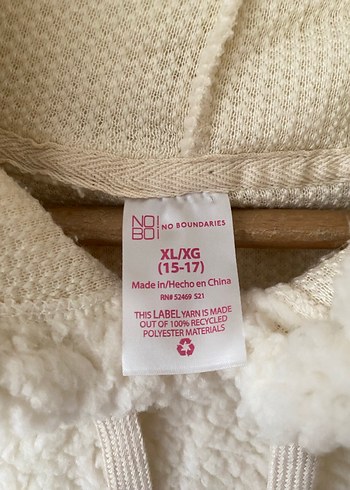 NO!
BO!
NO BOUNDARIES
XL/XG
(15-17)
Made in/Hecho en China
RN# 52469 S21
THIS LABEL YARN IS MADE
OUT OF 100% RECYCLED
POLYESTER MATERIALS